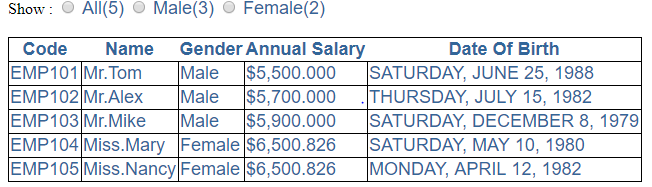 Show : All(5) Male(3) Female(2)
Code Name Gender Annual Salary Date Of Birth
EMP101 Mr.Tom Male $5,500.000 SATURDAY, JUNE 25, 1988
EMP102 Mr.Alex Male $5,700.000 THURSDAY, JULY 15, 1982
EMP103 Mr.Mike Male $5,900.000 SATURDAY, DECEMBER 8, 1979
EMP104 Miss.Mary Female $6,500.826 SATURDAY, MAY 10, 1980
EMP105 Miss.Nancy Female $6,500.826 MONDAY, APRIL 12, 1982